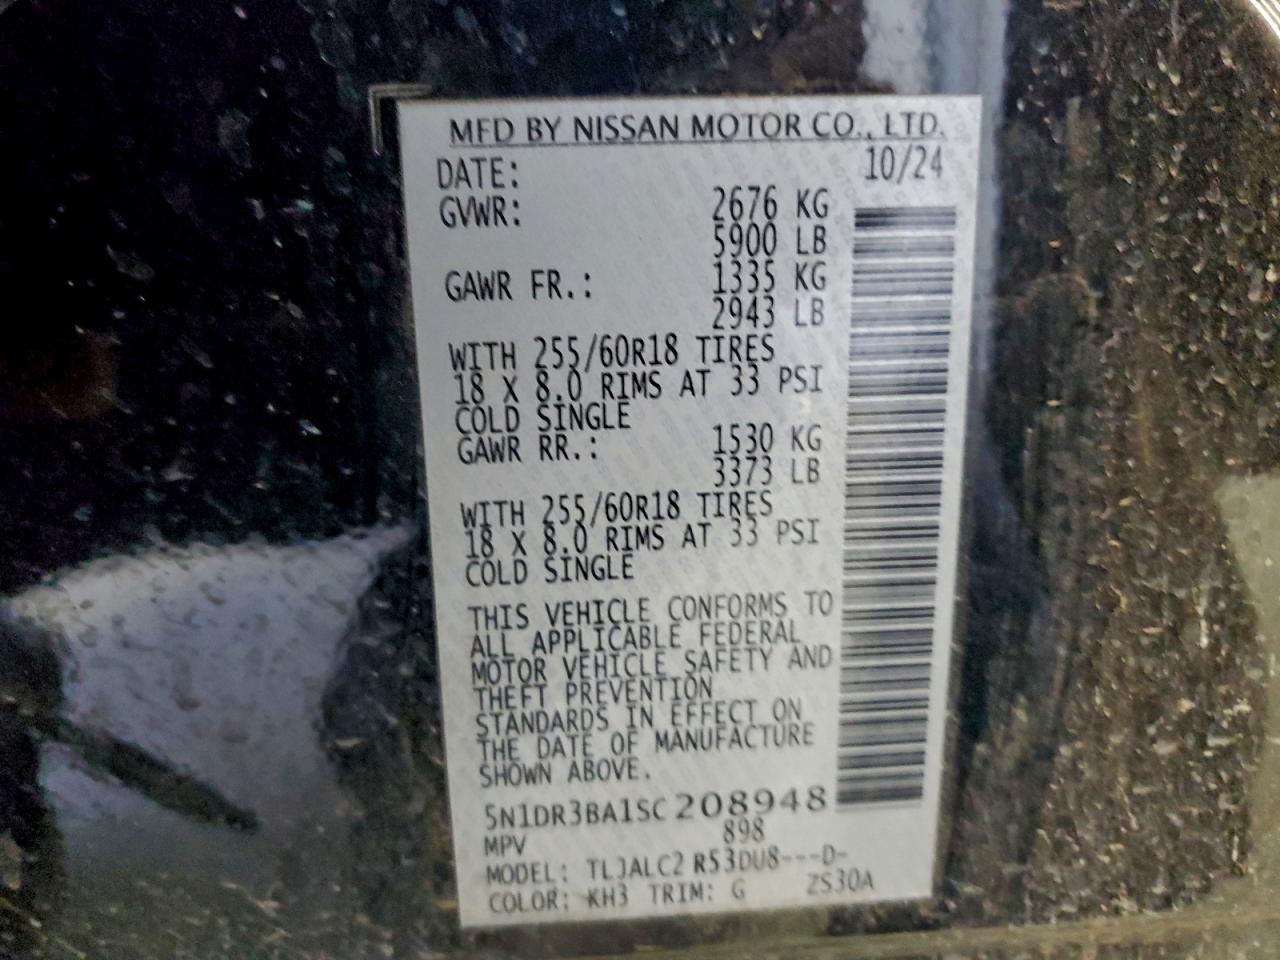 MFD BY NISSAN MOTOR CO., LTD.
DATE: 10/24
GVWR: 2676 KG
5900 LB
GAWR FR.: 1335 KG
2943 LB
WITH 255/60R18 TIRES
18 X 8.0 RIMS AT 33 PSI
COLD SINGLE
GAWR RR.: 1530 KG
3373 LB
WITH 255/60R18 TIRES
18 X 8.0 RIMS AT 33 PSI
COLD SINGLE
THIS VEHICLE CONFORMS TO
ALL APPLICABLE FEDERAL
MOTOR VEHICLE SAFETY AND
THEFT PREVENTION
STANDARDS IN EFFECT ON
THE DATE OF MANUFACTURE
SHOWN ABOVE.
5N1DR3BA1SC208948
MPV 898
MODEL: TLJALC2 R53DU8---D-
COLOR: KH3 TRIM: G ZS30A